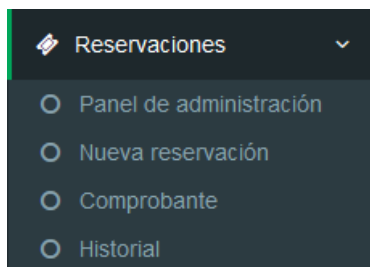 Reservaciones
Panel de administración
Nueva reservación
Comprobante
Historial